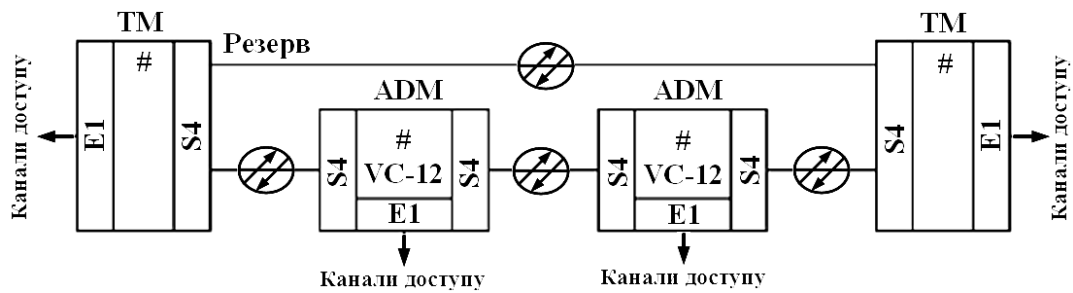 TM
TM
Резерв
#
#
ADM
ADM
Канали доступу
E1
S4
S4
#
VC-12
S4
S4
#
VC-12
S4
S4
E1
Канали доступу
E1
E1
Канали доступу
Канали доступу